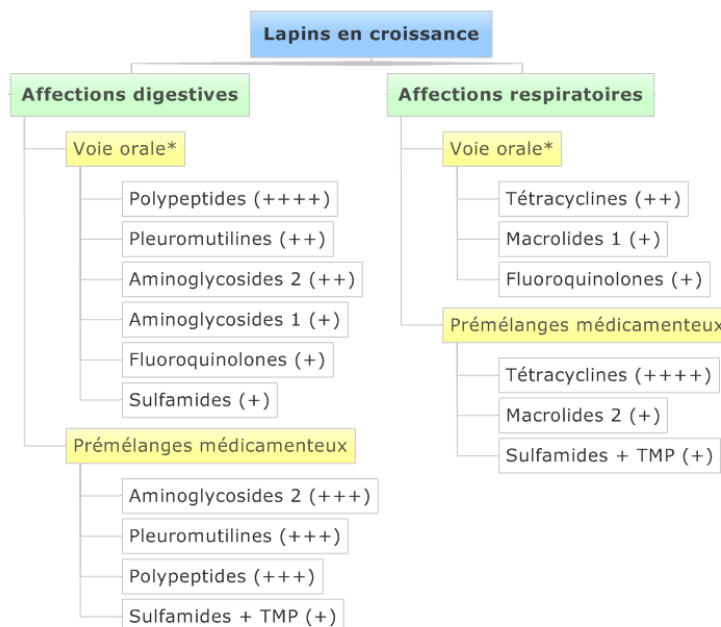 Lapins en croissance
Affections digestives
Voie orale*
Polypeptides (++++)
Pleuromutilines (++)
Aminoglycosides 2 (++)
Aminoglycosides 1 (+)
Fluoroquinolones (+)
Sulfamides (+)
Prémélanges médicamenteux
Aminoglycosides 2 (+++)
Pleuromutilines (+++)
Polypeptides (+++)
Sulfamides + TMP (+)
Affections respiratoires
Voie orale*
Tétracyclines (++)
Macrolides 1 (+)
Fluoroquinolones (+)
Prémélanges médicamenteux
Tétracyclines (++++)
Macrolides 2 (+)
Sulfamides + TMP (+)